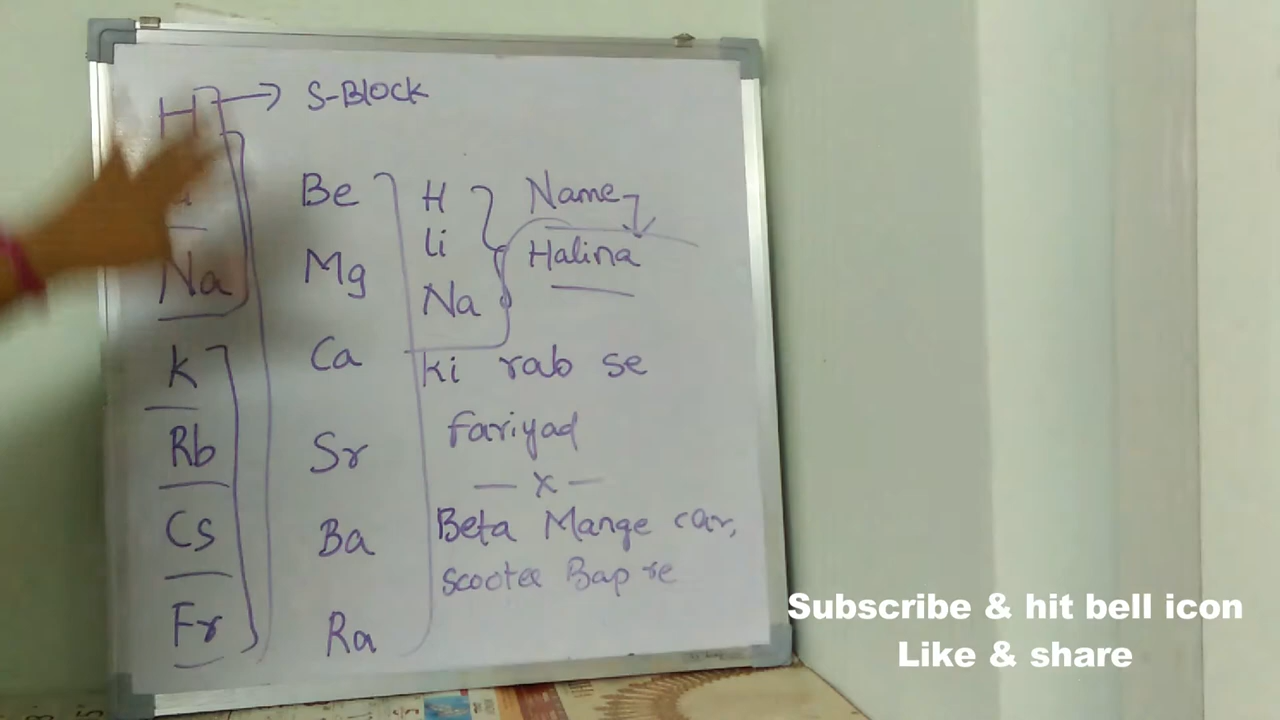 H → S-Block
Na
K
Rb
Cs
Fr
Be
Mg
Ca
Sr
Ba
Ra
H
Li
Na
Name
Halina
Ki rab se
Fariyad
— x —
Beta Mange car,
Scooter Bap re
Subscribe & hit bell icon
Like & share